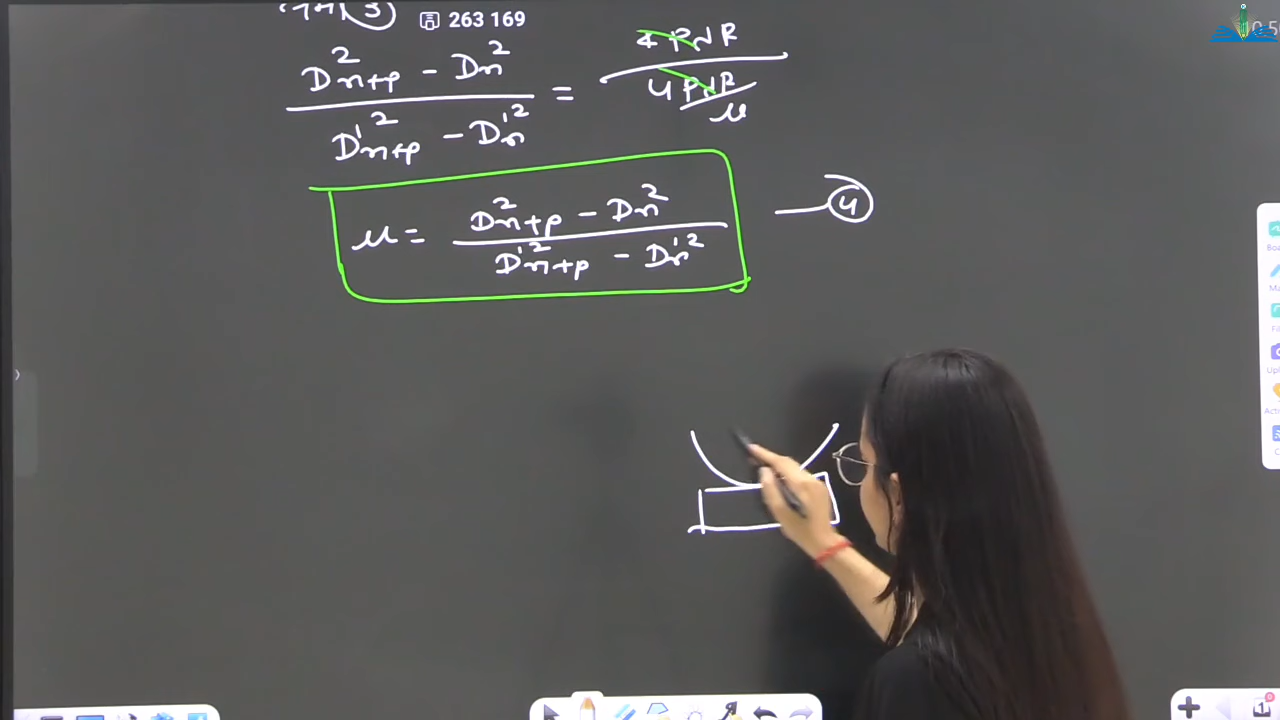 263 169
D²n+p - Dn² / D'²n+p - D'n² = 4PλR / 4PλR/μ
μ = D²n+p - Dn² / D'²n+p - D'n² — 4